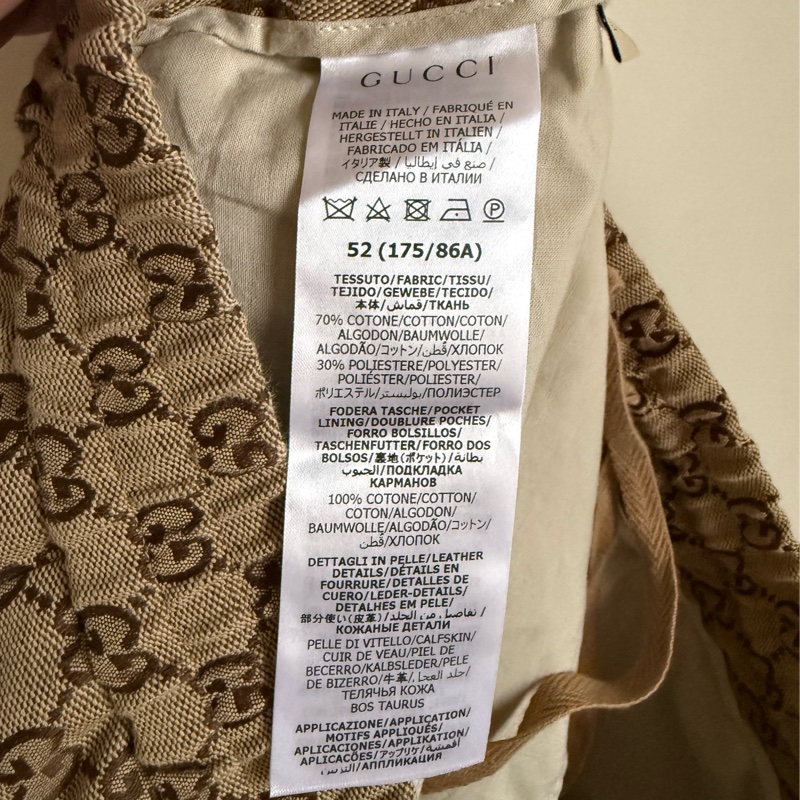 GUCCI
MADE IN ITALY / FABRIQUÉ EN
ITALIE / HECHO EN ITALIA /
HERGESTELLT IN ITALIEN /
FABRICADO EM ITÁLIA /
イタリア製 / صنع في إيطاليا /
СДЕЛАНО В ИТАЛИИ
P
52 (175/86A)
TESSUTO/FABRIC/TISSU/
TEJIDO/GEWEBE/TECIDO/
本体/قماش/ТКАНЬ
70% COTONE/COTTON/COTON/
ALGODON/BAUMWOLLE/
ALGODÃO/コットン/قُطن/ХЛОПОК
30% POLIESTERE/POLYESTER/
POLIÉSTER/POLIESTER/
ポリエステル/بوليستر/ПОЛИЭСТЕР
FODERA TASCHE/POCKET
LINING/DOUBLURE POCHES/
FORRO BOLSILLOS/
TASCHENFUTTER/FORRO DOS
BOLSOS/裏地(ポケット)/بطانة
الجيوب/ПОДКЛАДКА
КАРМАНОВ
100% COTONE/COTTON/
COTON/ALGODON/
BAUMWOLLE/ALGODÃO/コットン/
قُطن/ХЛОПОК
DETTAGLI IN PELLE/LEATHER
DETAILS/DÉTAILS EN
FOURRURE/DETALLES DE
CUERO/LEDER-DETAILS/
DETALHES EM PELE/
部分使い(皮革)/تفاصيل من الجلد/
КОЖАНЫЕ ДЕТАЛИ
PELLE DI VITELLO/CALFSKIN/
CUIR DE VEAU/PIEL DE
BECERRO/KALBSLEDER/PELE
DE BIZERRO/牛革/جلد العجل/
ТЕЛЯЧЬЯ КОЖА
BOS TAURUS
APPLICAZIONE/APPLICATION/
MOTIFS APPLIQUÉS/
APLICACIONES/APPLIKATION/
APLICAÇÕES/アップリケ/أقمشة
التزيين/АППЛИКАЦИЯ